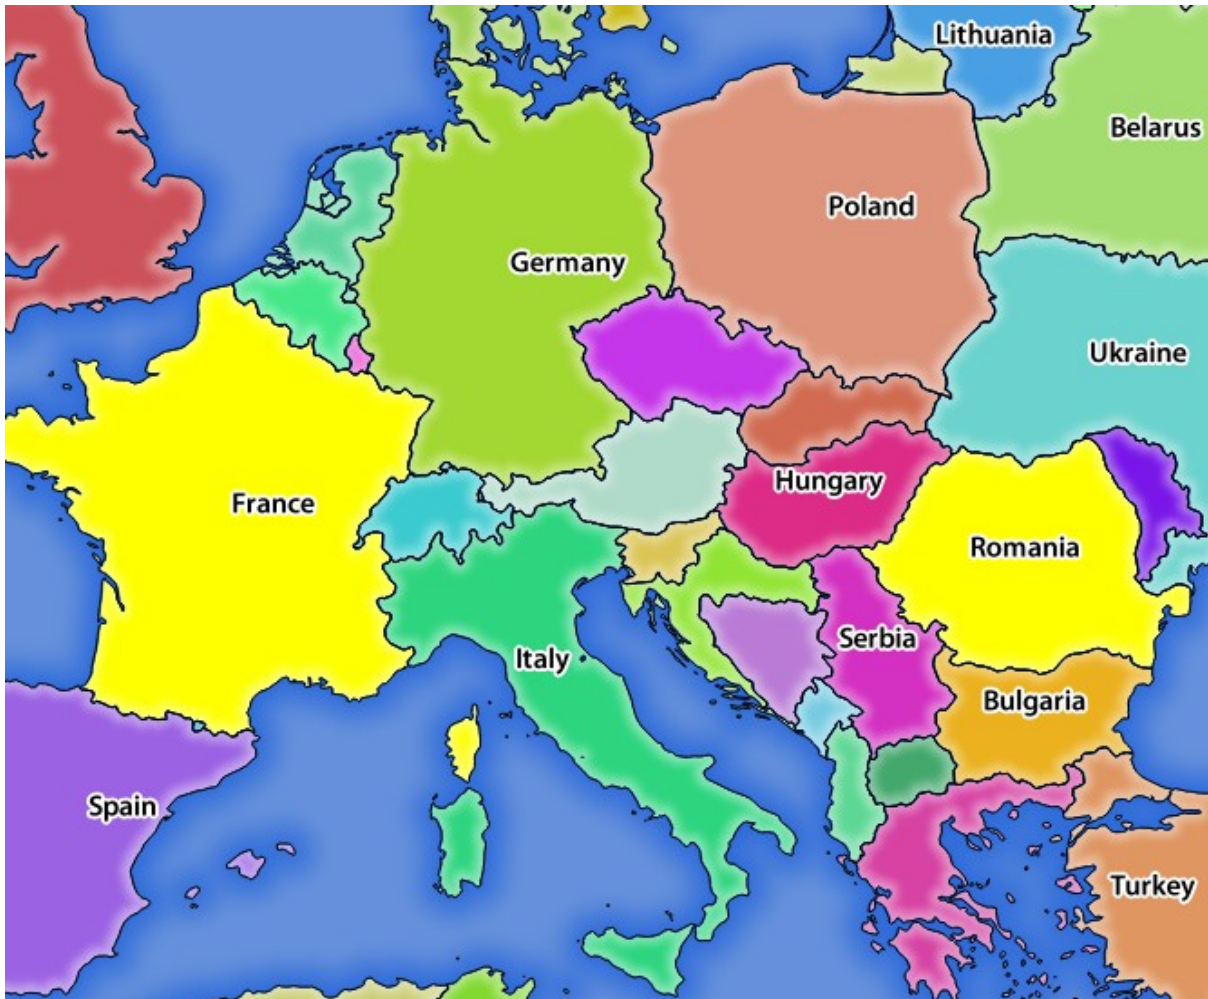 Lithuania
Belarus
Poland
Germany
Ukraine
Hungary
France
Romania
Serbia
Italy
Bulgaria
Spain
Turkey